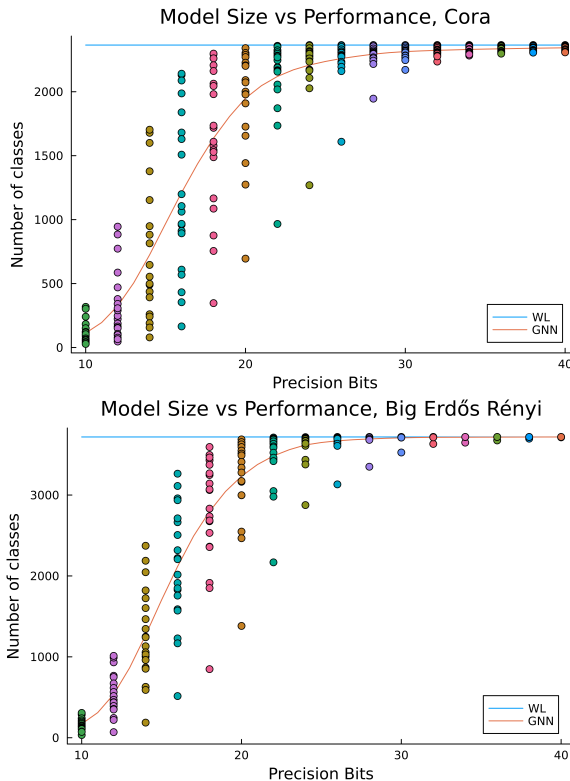 Model Size vs Performance, Cora
Number of classes
2000
1500
1000
500
0
WL
GNN
10
20
30
40
Precision Bits
Model Size vs Performance, Big Erdős Rényi
Number of classes
3000
2000
1000
0
WL
GNN
10
20
30
40
Precision Bits